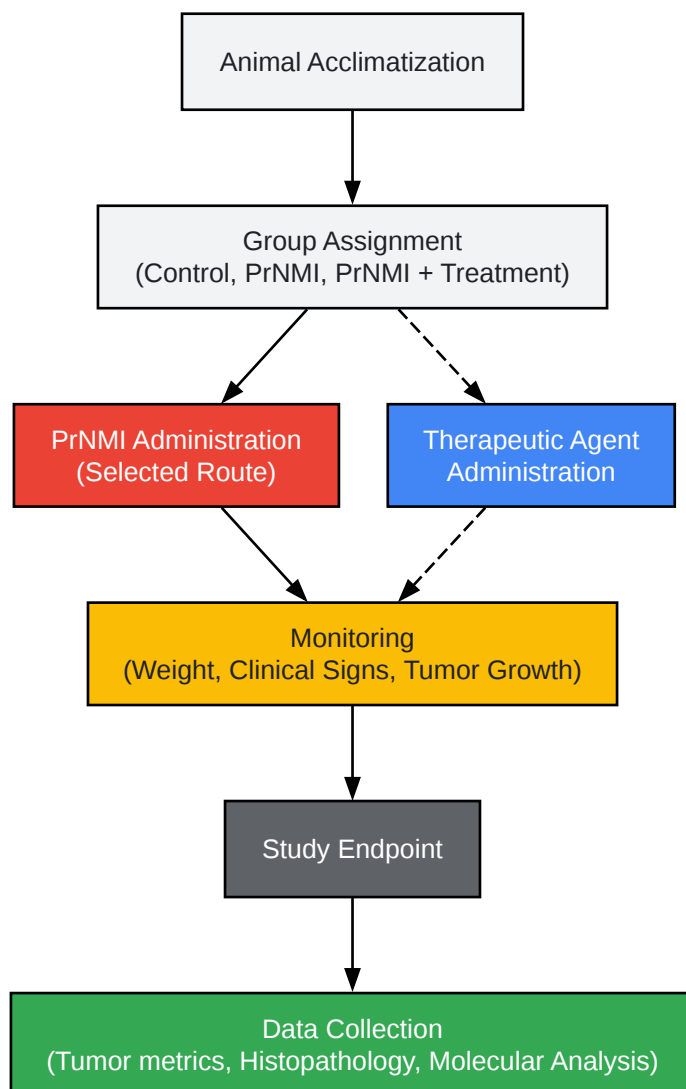 Animal Acclimatization
Group Assignment
(Control, PrNMI, PrNMI + Treatment)
PrNMI Administration
(Selected Route)
Therapeutic Agent
Administration
Monitoring
(Weight, Clinical Signs, Tumor Growth)
Study Endpoint
Data Collection
(Tumor metrics, Histopathology, Molecular Analysis)